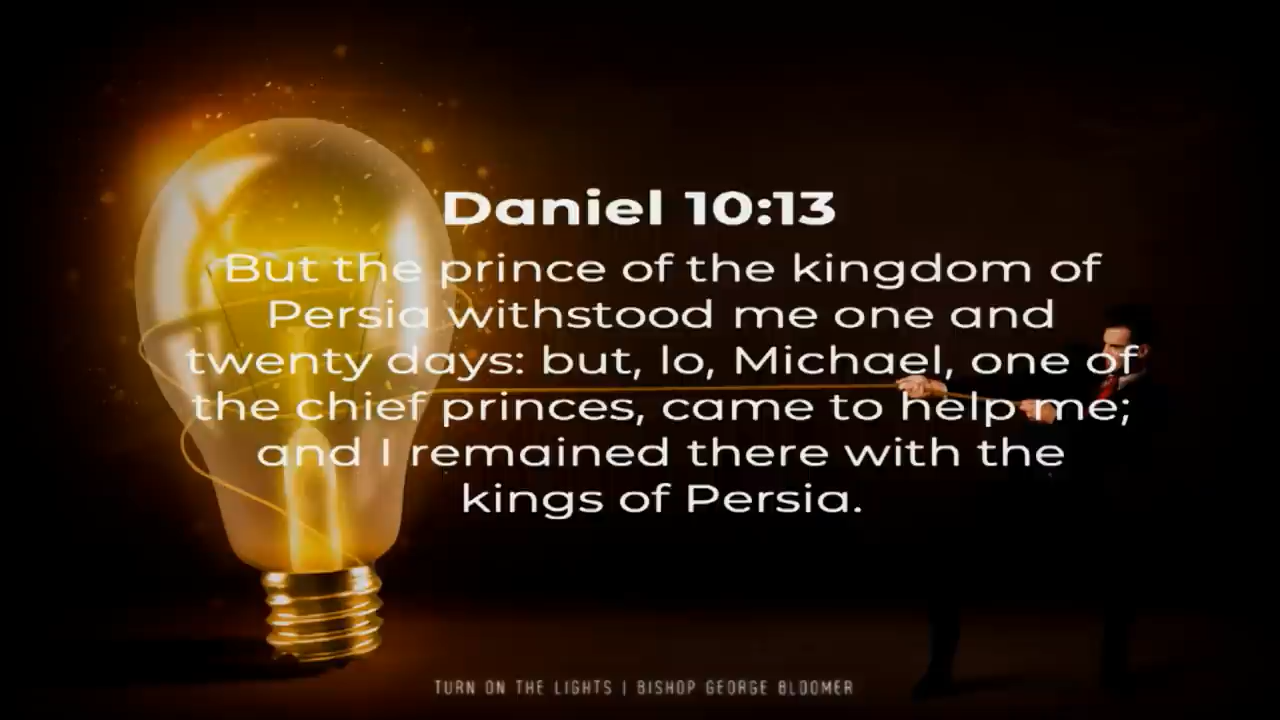 Daniel 10:13
But the prince of the kingdom of
Persia withstood me one and
twenty days: but, lo, Michael, one of
the chief princes, came to help me;
and I remained there with the
kings of Persia.
TURN ON THE LIGHTS | BISHOP GEORGE BLOOMER